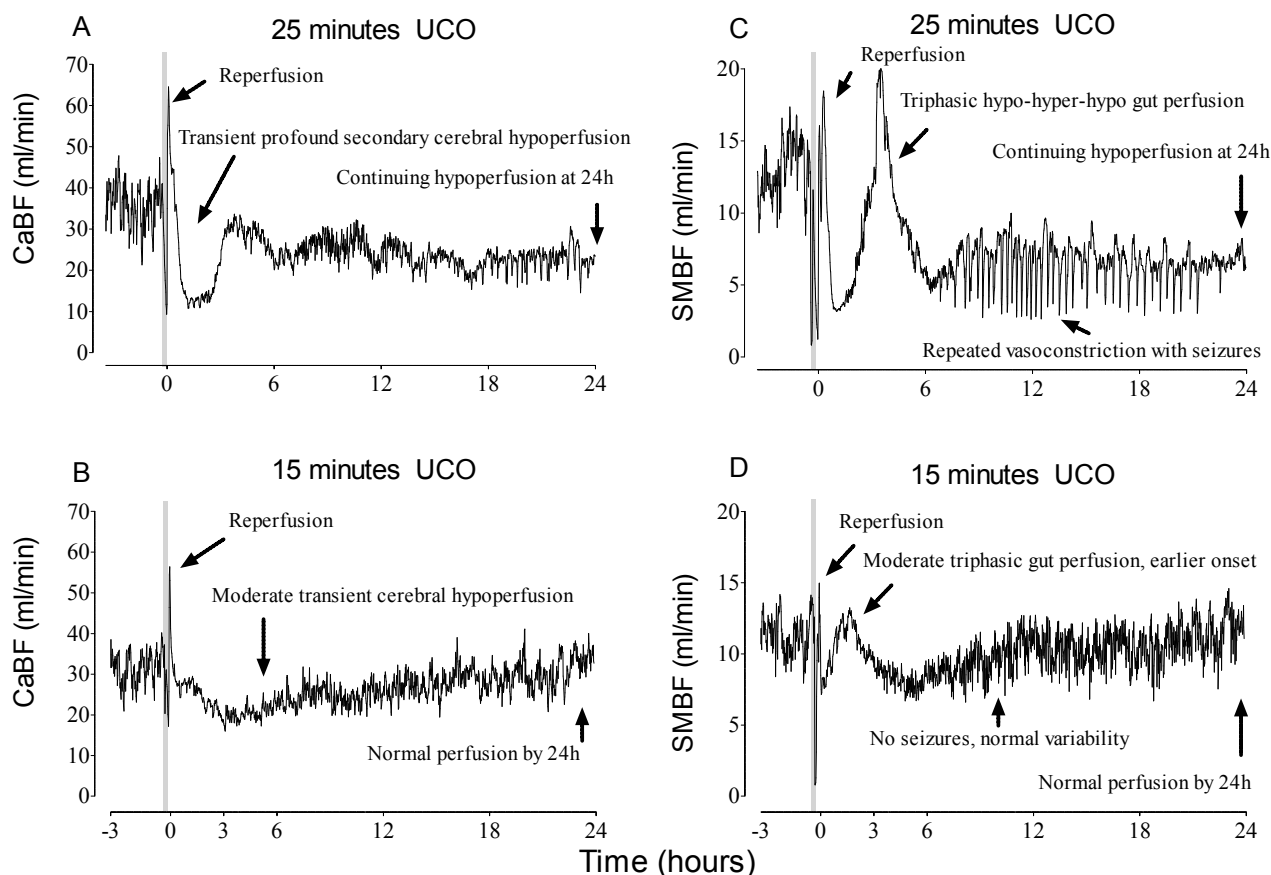 A
25 minutes UCO
CaBF (ml/min)
70
60
50
40
30
20
10
0
Reperfusion
Transient profound secondary cerebral hypoperfusion
Continuing hypoperfusion at 24h
0
6
12
18
24
C
25 minutes UCO
SMBF (ml/min)
20
15
10
5
0
Reperfusion
Triphasic hypo-hyper-hypo gut perfusion
Continuing hypoperfusion at 24h
Repeated vasoconstriction with seizures
0
6
12
18
24
B
15 minutes UCO
CaBF (ml/min)
70
60
50
40
30
20
10
0
Reperfusion
Moderate transient cerebral hypoperfusion
Normal perfusion by 24h
-3
0
3
6
12
18
24
D
15 minutes UCO
SMBF (ml/min)
20
15
10
5
0
Reperfusion
Moderate triphasic gut perfusion, earlier onset
No seizures, normal variability
Normal perfusion by 24h
-3
0
3
6
12
18
24
Time (hours)